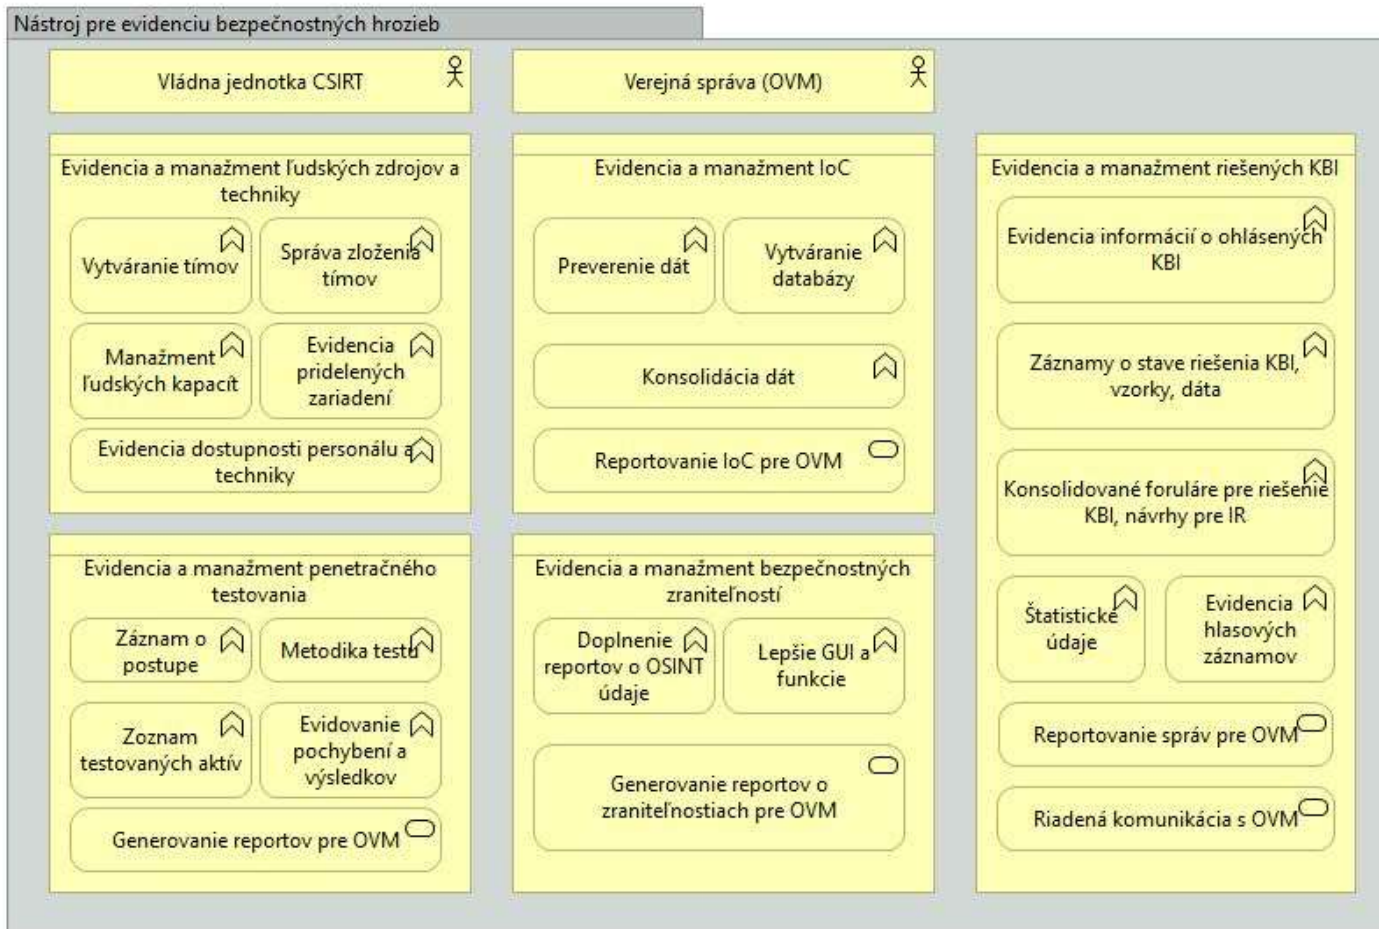 Nástroj pre evidenciu bezpečnostných hrozieb
Vládna jednotka CSIRT
Verejná správa (OVM)
Evidencia a manažment ľudských zdrojov a
techniky
Vytváranie tímov
Správa zloženia
tímov
Manažment
ľudských kapacít
Evidencia
pridelených
zariadení
Evidencia dostupnosti personálu a
techniky
Evidencia a manažment IoC
Preverenie dát
Vytváranie
databázy
Konsolidácia dát
Reportovanie IoC pre OVM
Evidencia a manažment riešených KBI
Evidencia informácií o ohlásených
KBI
Záznamy o stave riešenia KBI,
vzorky, dáta
Konsolidované foruláre pre riešenie
KBI, návrhy pre IR
Štatistické
údaje
Evidencia
hlasových
záznamov
Reportovanie správ pre OVM
Riadená komunikácia s OVM
Evidencia a manažment penetračného
testovania
Záznam o
postupe
Metodika testu
Zoznam
testovaných aktív
Evidovanie
pochybení a
výsledkov
Generovanie reportov pre OVM
Evidencia a manažment bezpečnostných
zraniteľností
Doplnenie
reportov o OSINT
údaje
Lepšie GUI a
funkcie
Generovanie reportov o
zraniteľnostiach pre OVM